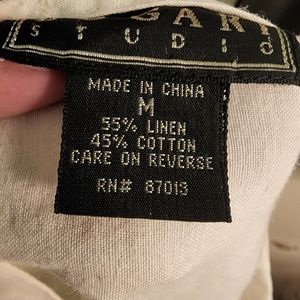 STUDIO
MADE IN CHINA
M
55% LINEN
45% COTTON
CARE ON REVERSE
RN# 87013